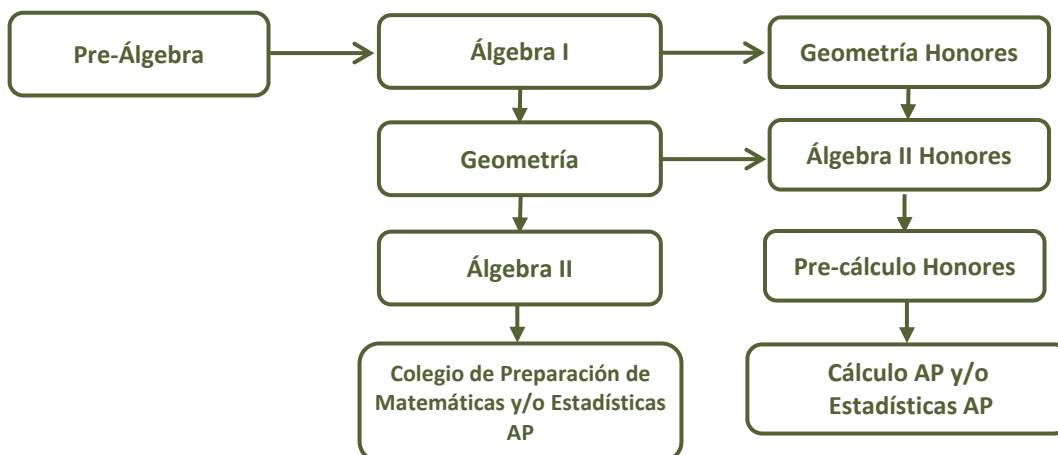 Pre-Álgebra
Álgebra I
Geometría Honores
Geometría
Álgebra II Honores
Álgebra II
Pre-cálculo Honores
Colegio de Preparación de
Matemáticas y/o Estadísticas
AP
Cálculo AP y/o
Estadísticas AP